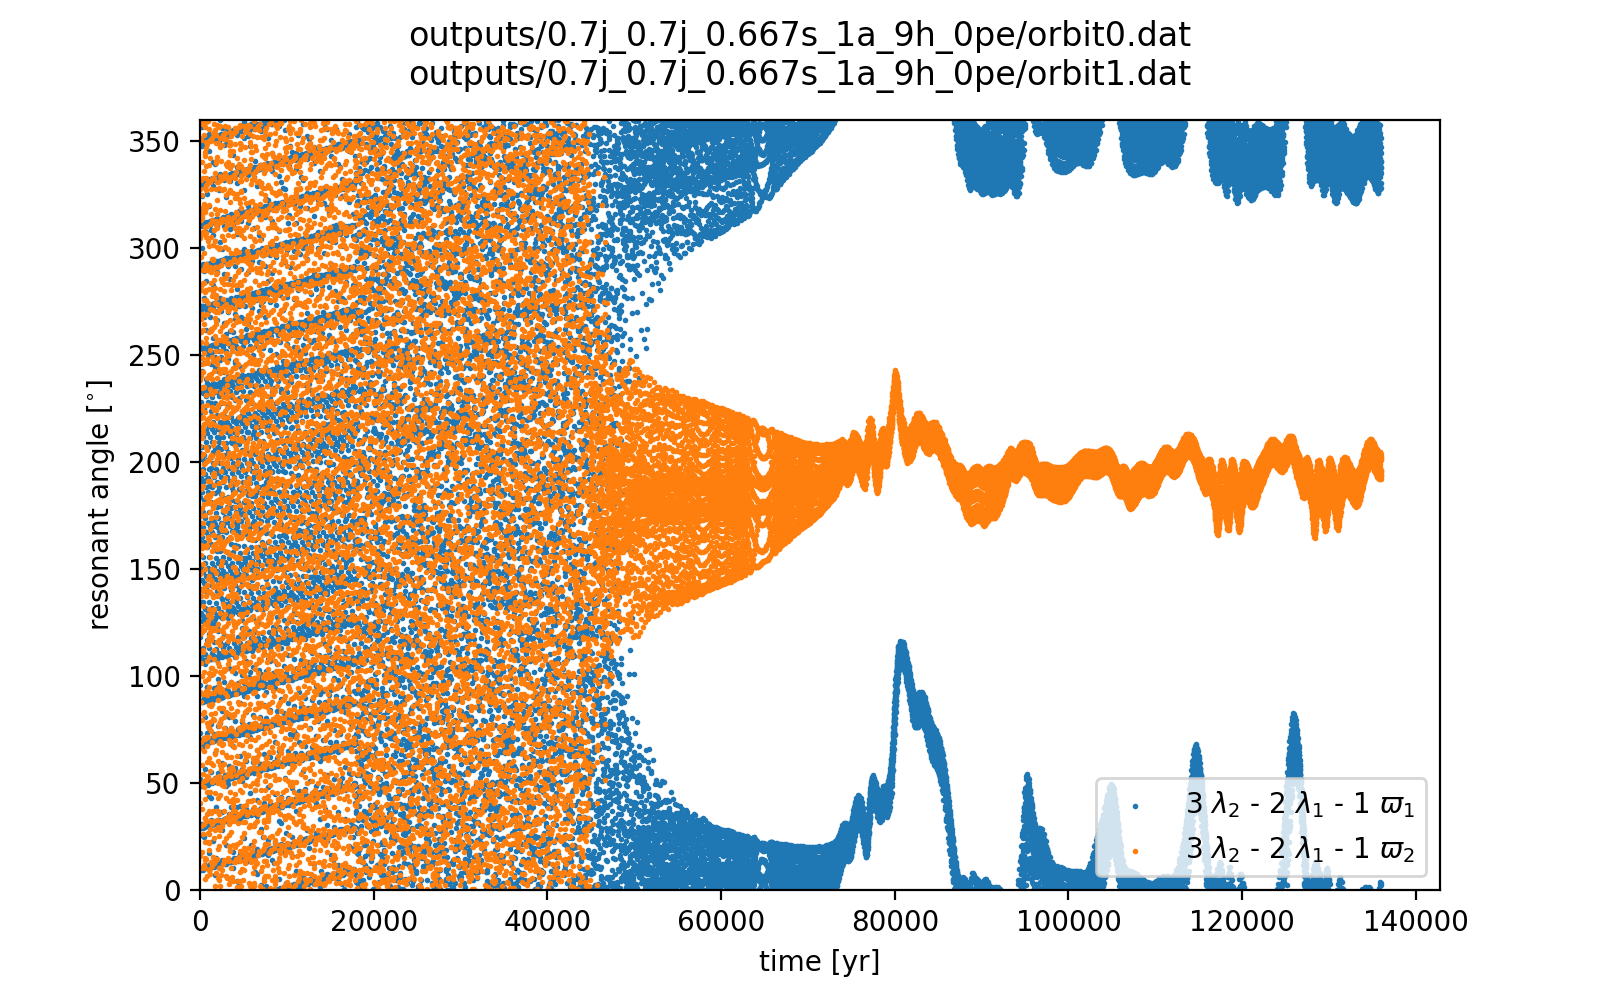 outputs/0.7j_0.7j_0.667s_1a_9h_0pe/orbit0.dat
outputs/0.7j_0.7j_0.667s_1a_9h_0pe/orbit1.dat
350
300
250
200
150
100
50
0
resonant angle [°]
3 λ₂ - 2 λ₁ - 1 ϖ₁
3 λ₂ - 2 λ₁ - 1 ϖ₂
0 20000 40000 60000 80000 100000 120000 140000
time [yr]